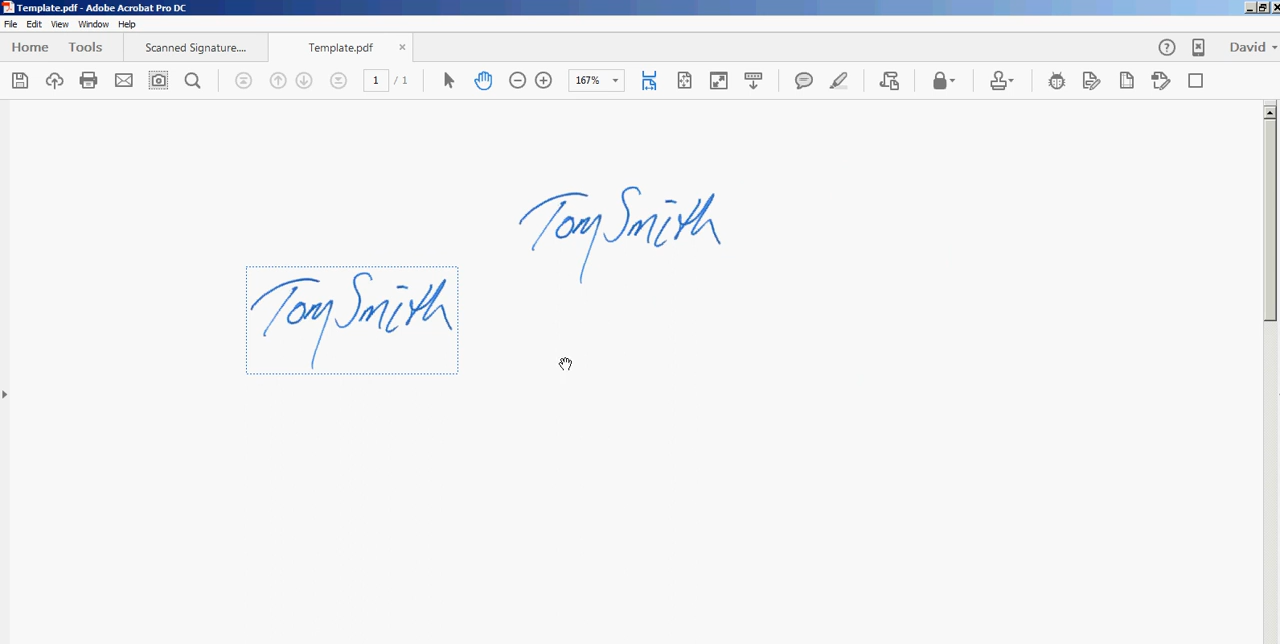 Template.pdf - Adobe Acrobat Pro DC
File Edit View Window Help
Home Tools Scanned Signature.... Template.pdf × David
1 / 1 167%
Tom Smith
Tom Smith